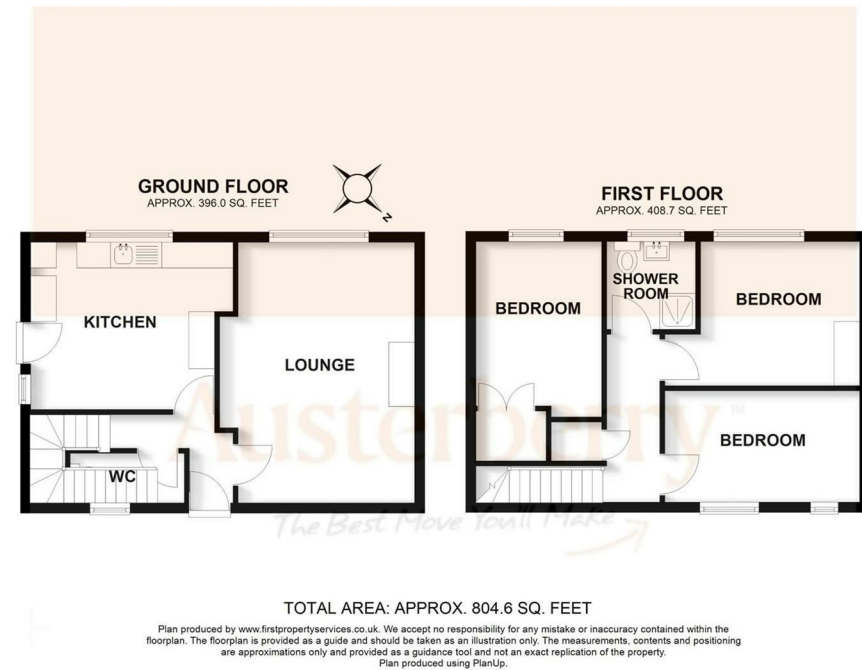 GROUND FLOOR
APPROX. 396.0 SQ. FEET
N
FIRST FLOOR
APPROX. 408.7 SQ. FEET
KITCHEN
LOUNGE
WC
BEDROOM
SHOWER
ROOM
BEDROOM
BEDROOM
Austerberry™
The Best Move You'll Make
TOTAL AREA: APPROX. 804.6 SQ. FEET
Plan produced by www.firstpropertyservices.co.uk. We accept no responsibility for any mistake or inaccuracy contained within the
floorplan. The floorplan is provided as a guide and should be taken as an illustration only. The measurements, contents and positioning
are approximations only and provided as a guidance tool and not an exact replication of the property.
Plan produced using PlanUp.